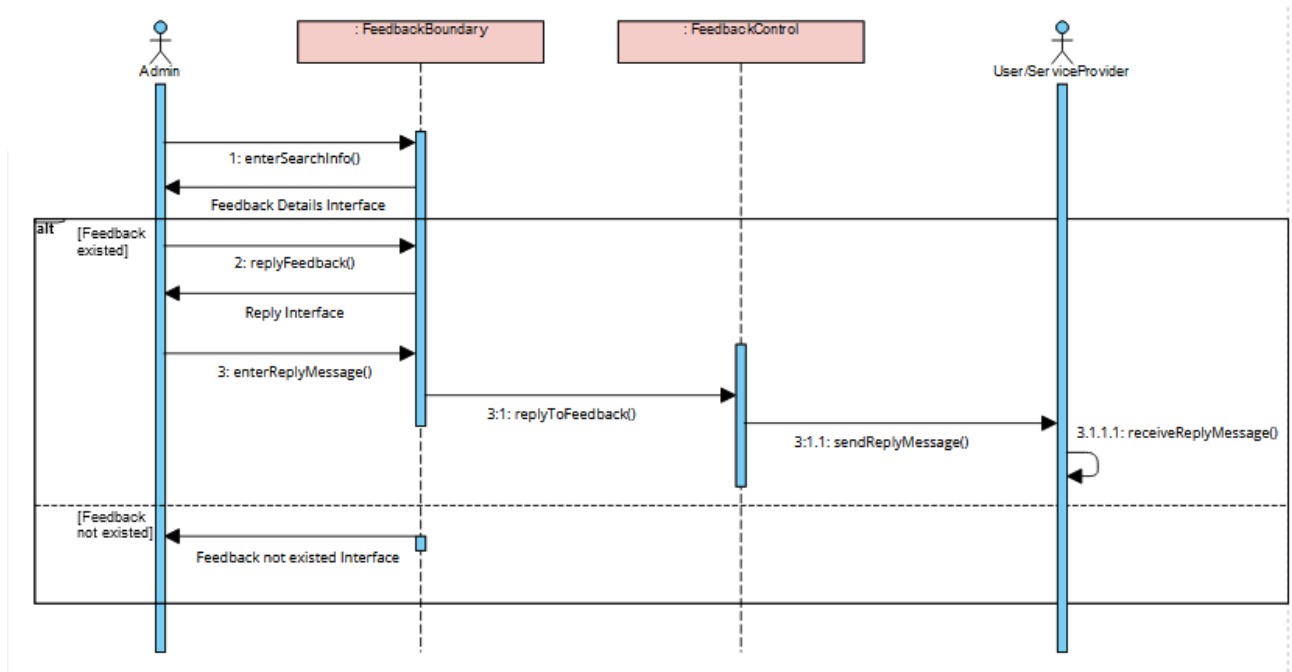 : FeedbackBoundary
: FeedbackControl
Admin
User/ServiceProvider
1: enterSearchInfo()
Feedback Details Interface
alt
[Feedback
existed]
2: replyFeedback()
Reply Interface
3: enterReplyMessage()
3:1: replyToFeedback()
3:1.1: sendReplyMessage()
3.1.1.1: receiveReplyMessage()
[Feedback
not existed]
Feedback not existed Interface